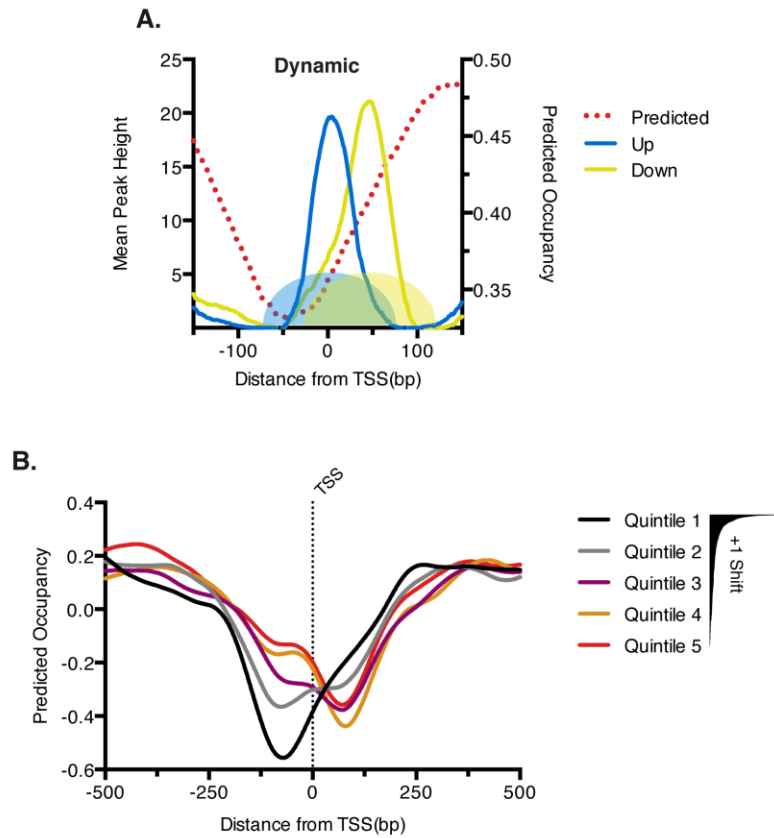 A.
Dynamic
25
20
15
10
5
Mean Peak Height
0.50
0.45
0.40
0.35
Predicted Occupancy
-100
0
100
Distance from TSS(bp)
Predicted
Up
Down
B.
TSS
0.4
0.2
0.0
-0.2
-0.4
-0.6
Predicted Occupancy
-500
-250
0
250
500
Distance from TSS(bp)
Quintile 1
Quintile 2
Quintile 3
Quintile 4
Quintile 5
+1 Shift